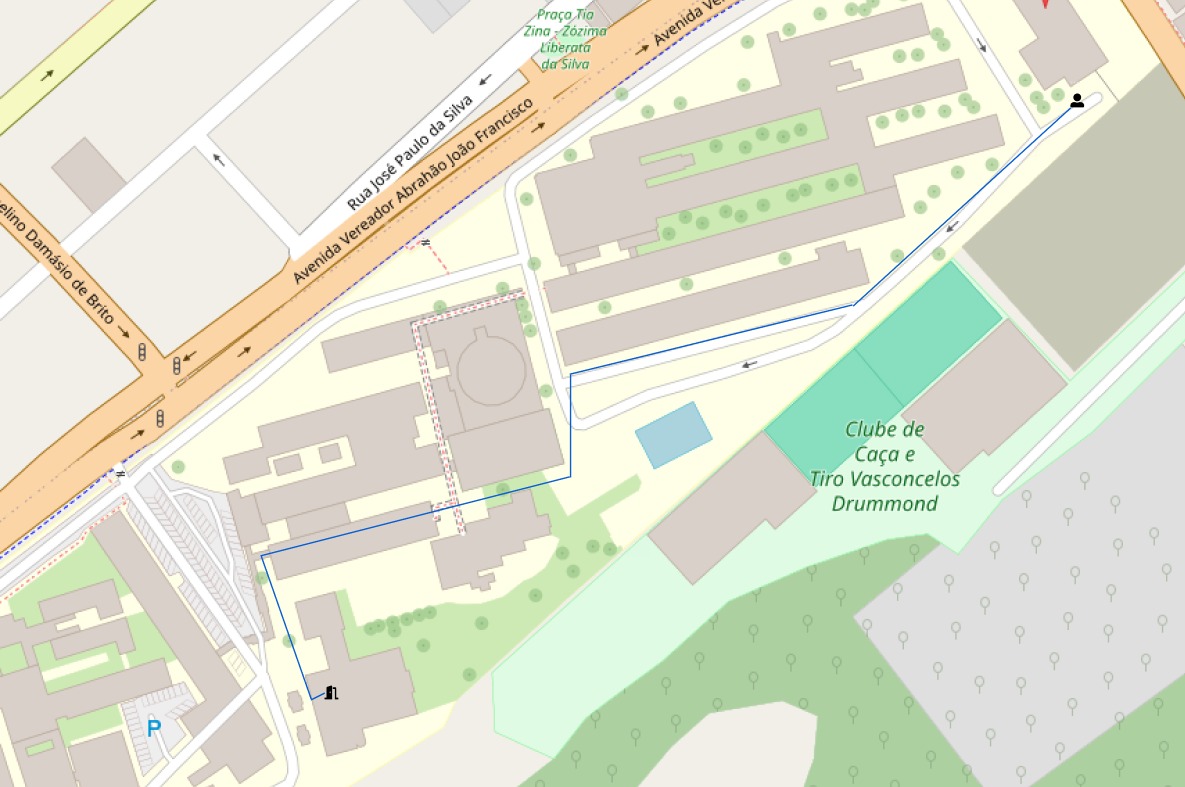 Praça Tia
Zina - Zózima
Liberata
da Silva
Avenida Ve
Rua José Paulo da Silva
Avenida Vereador Abrahão João Francisco
elino Damásio de Brito
Clube de
Caça e
Tiro Vasconcelos
Drummond
P